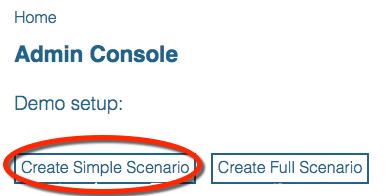 Home
Admin Console
Demo setup:
Create Simple Scenario Create Full Scenario